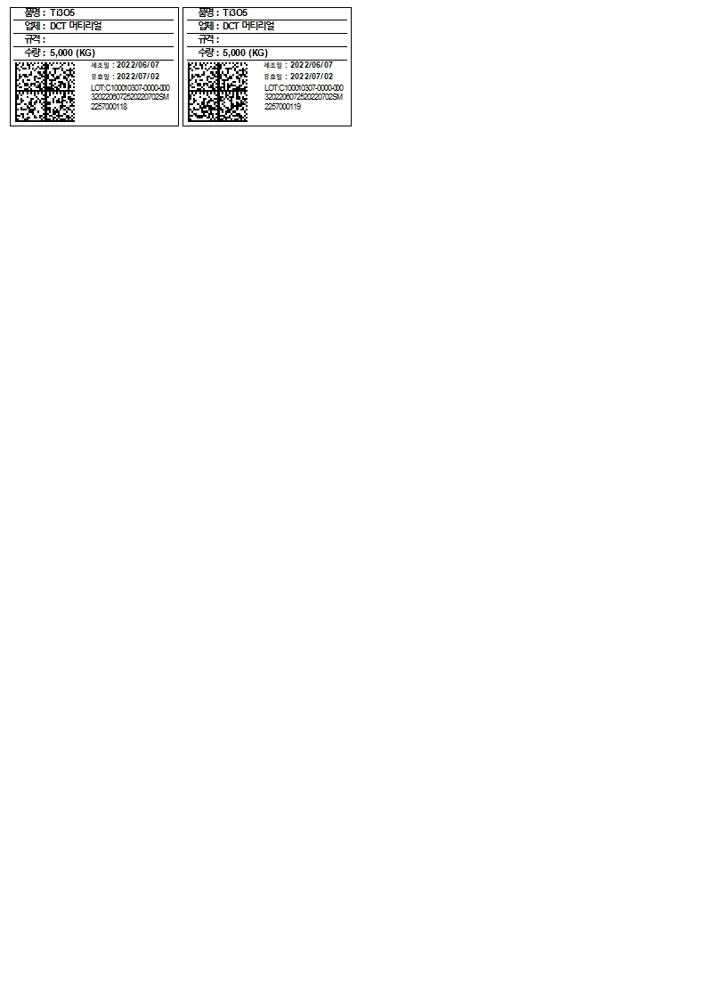 품명 : Ti3O5
업체 : DCT 머티리얼
규격 :
수량 : 5,000 (KG)
제조일 : 2022/06/07
유효일 : 2022/07/02
LOT:C100010307-0000-000
3202206072520220702SM
2257000118
품명 : Ti3O5
업체 : DCT 머티리얼
규격 :
수량 : 5,000 (KG)
제조일 : 2022/06/07
유효일 : 2022/07/02
LOT:C100010307-0000-000
3202206072520220702SM
2257000119